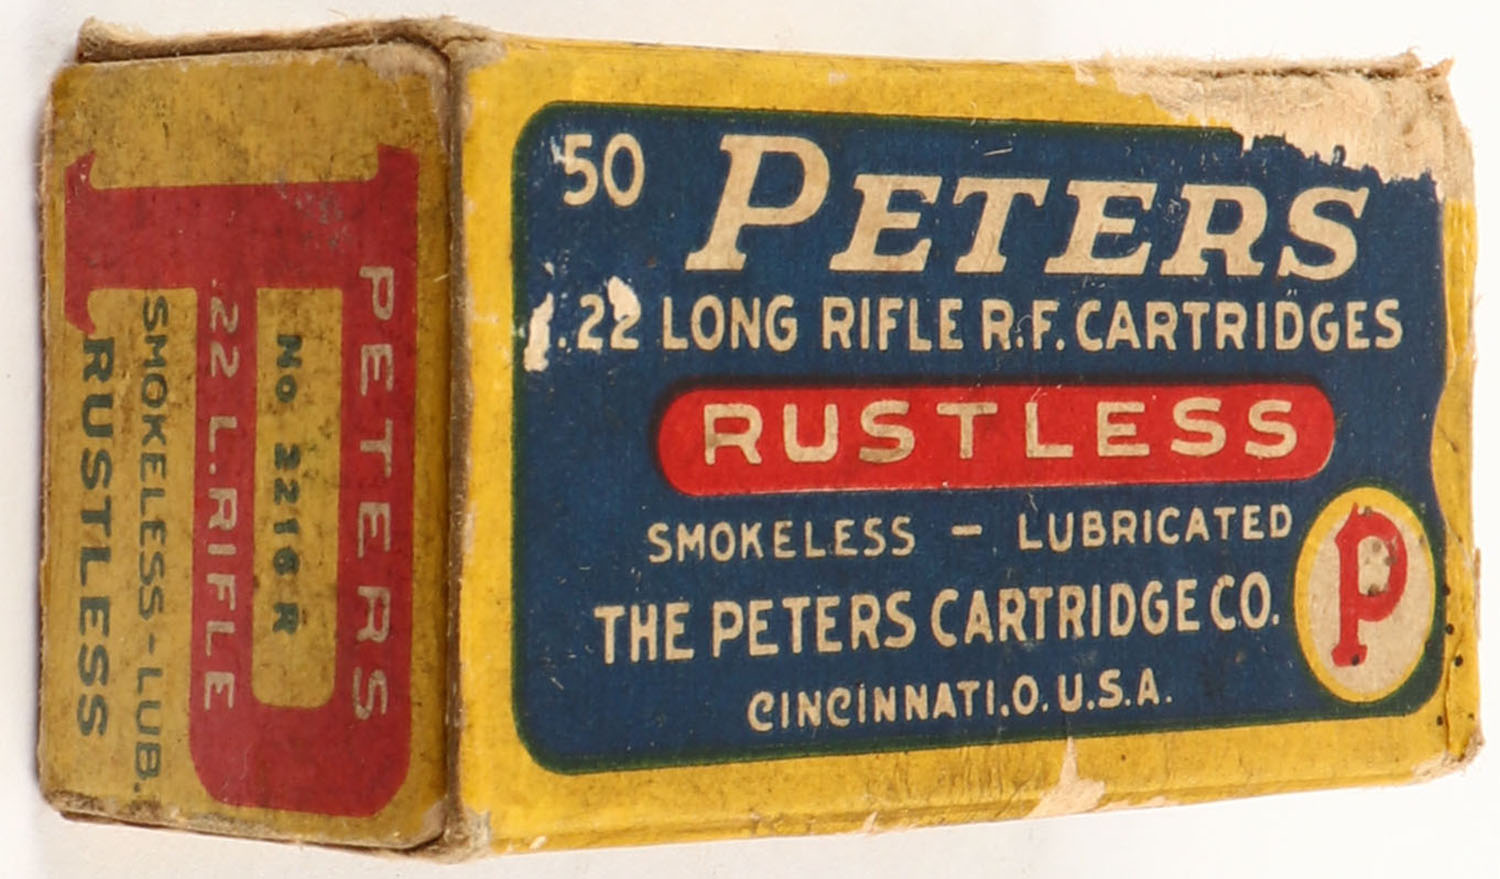 50 PETERS
.22 LONG RIFLE R.F. CARTRIDGES
RUSTLESS
SMOKELESS – LUBRICATED
THE PETERS CARTRIDGE CO.
CINCINNATI.O. U.S.A.
P
PETERS
No 2216R
.22 L.RIFLE
SMOKELESS-LUB.
RUSTLESS